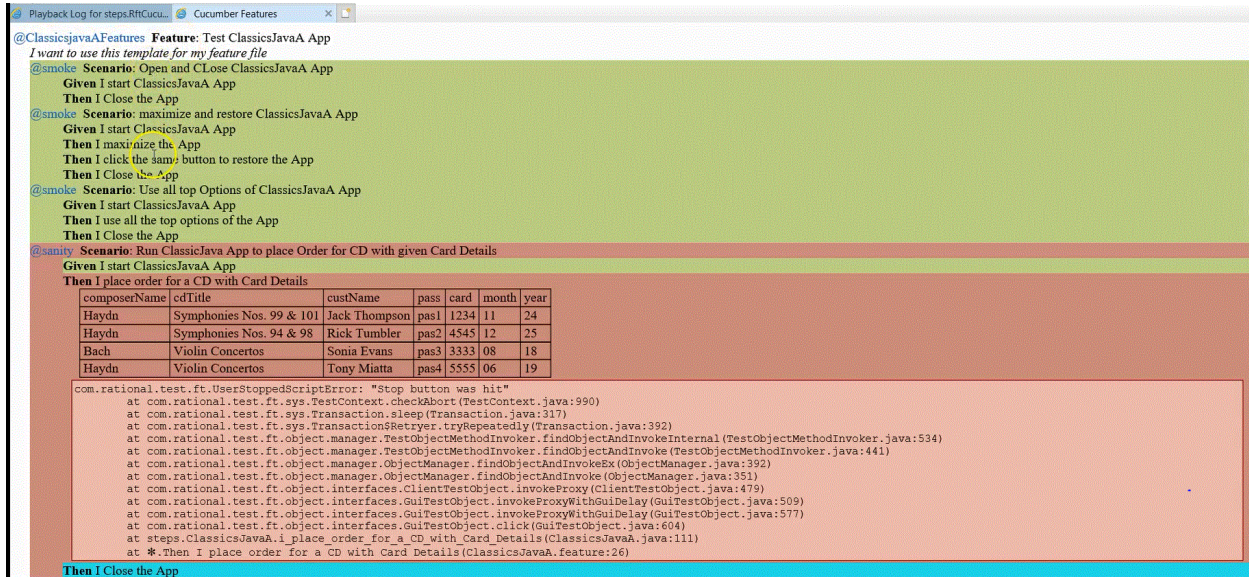 Playback Log for steps.RftCucu... Cucumber Features
@ClassicsjavaAFeatures Feature: Test ClassicsJavaA App
I want to use this template for my feature file
@smoke Scenario: Open and CLose ClassicsJavaA App
Given I start ClassicsJavaA App
Then I Close the App
@smoke Scenario: maximize and restore ClassicsJavaA App
Given I start ClassicsJavaA App
Then I maximize the App
Then I click the same button to restore the App
Then I Close the App
@smoke Scenario: Use all top Options of ClassicsJavaA App
Given I start ClassicsJavaA App
Then I use all the top options of the App
Then I Close the App
@sanity Scenario: Run ClassicJava App to place Order for CD with given Card Details
Given I start ClassicsJavaA App
Then I place order for a CD with Card Details
composerName cdTitle custName pass card month year
Haydn Symphonies Nos. 99 & 101 Jack Thompson pas1 1234 11 24
Haydn Symphonies Nos. 94 & 98 Rick Tumbler pas2 4545 12 25
Bach Violin Concertos Sonia Evans pas3 3333 08 18
Haydn Violin Concertos Tony Miatta pas4 5555 06 19
com.rational.test.ft.UserStoppedScriptError: "Stop button was hit"
at com.rational.test.ft.sys.TestContext.checkAbort(TestContext.java:990)
at com.rational.test.ft.sys.Transaction.sleep(Transaction.java:317)
at com.rational.test.ft.sys.Transaction$Retryer.tryRepeatedly(Transaction.java:392)
at com.rational.test.ft.object.manager.TestObjectMethodInvoker.findObjectAndInvokeInternal(TestObjectMethodInvoker.java:534)
at com.rational.test.ft.object.manager.TestObjectMethodInvoker.findObjectAndInvoke(TestObjectMethodInvoker.java:441)
at com.rational.test.ft.object.manager.ObjectManager.findObjectAndInvokeEx(ObjectManager.java:392)
at com.rational.test.ft.object.manager.ObjectManager.findObjectAndInvoke(ObjectManager.java:351)
at com.rational.test.ft.object.interfaces.ClientTestObject.invokeProxy(ClientTestObject.java:479)
at com.rational.test.ft.object.interfaces.GuiTestObject.invokeProxyWithGuiDelay(GuiTestObject.java:509)
at com.rational.test.ft.object.interfaces.GuiTestObject.invokeProxyWithGuiDelay(GuiTestObject.java:577)
at com.rational.test.ft.object.interfaces.GuiTestObject.click(GuiTestObject.java:604)
at steps.ClassicsJavaA.i_place_order_for_a_CD_with_Card_Details(ClassicsJavaA.java:111)
at ✻.Then I place order for a CD with Card Details(ClassicsJavaA.feature:26)
Then I Close the App